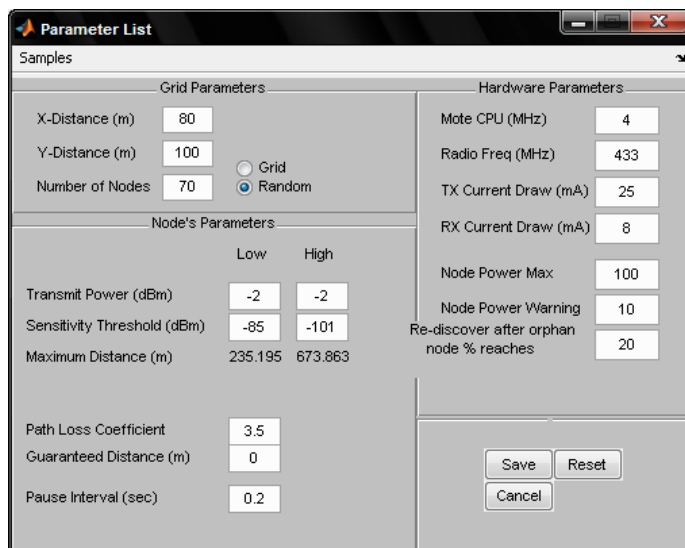 Parameter List
Samples
Grid Parameters
X-Distance (m) 80
Y-Distance (m) 100
Number of Nodes 70
Grid
Random
Node's Parameters
Low High
Transmit Power (dBm) -2 -2
Sensitivity Threshold (dBm) -85 -101
Maximum Distance (m) 235.195 673.863
Path Loss Coefficient 3.5
Guaranteed Distance (m) 0
Pause Interval (sec) 0.2
Hardware Parameters
Mote CPU (MHz) 4
Radio Freq (MHz) 433
TX Current Draw (mA) 25
RX Current Draw (mA) 8
Node Power Max 100
Node Power Warning 10
Re-discover after orphan
node % reaches 20
Save Reset
Cancel